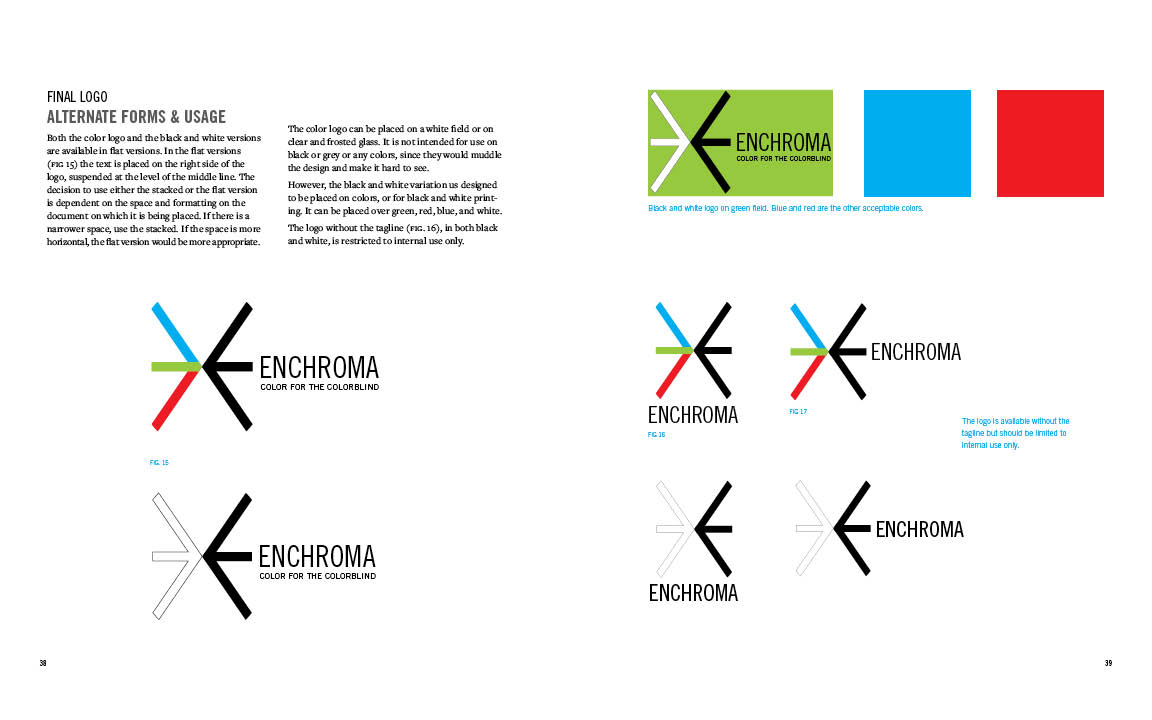 FINAL LOGO
ALTERNATE FORMS & USAGE
Both the color logo and the black and white versions
are available in flat versions. In the flat versions
(FIG 15) the text is placed on the right side of the
logo, suspended at the level of the middle line. The
decision to use either the stacked or the flat version
is dependent on the space and formatting on the
document on which it is being placed. If there is a
narrower space, use the stacked. If the space is more
horizontal, the flat version would be more appropriate.
The color logo can be placed on a white field or on
clear and frosted glass. It is not intended for use on
black or grey or any colors, since they would muddle
the design and make it hard to see.
However, the black and white variation us designed
to be placed on colors, or for black and white print-
ing. It can be placed over green, red, blue, and white.
The logo without the tagline (FIG. 16), in both black
and white, is restricted to internal use only.
ENCHROMA
COLOR FOR THE COLORBLIND
FIG. 15
ENCHROMA
COLOR FOR THE COLORBLIND
38
ENCHROMA
COLOR FOR THE COLORBLIND
Black and white logo on green field. Blue and red are the other acceptable colors.
ENCHROMA
FIG 16
ENCHROMA
FIG 17
The logo is available without the
tagline but should be limited to
internal use only.
ENCHROMA
ENCHROMA
39